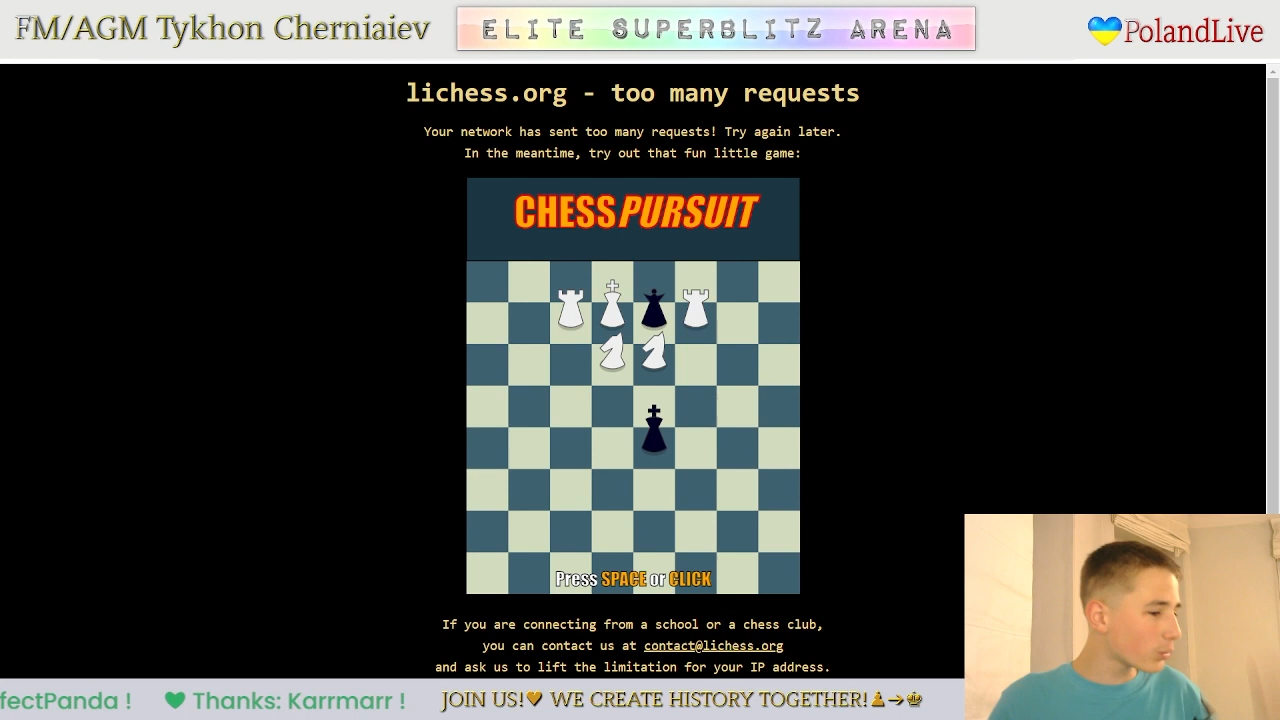 FM/AGM Tykhon Cherniaiev
ELITE SUPERBLITZ ARENA
PolandLive
lichess.org - too many requests
Your network has sent too many requests! Try again later.
In the meantime, try out that fun little game:
CHESS PURSUIT
Press SPACE or CLICK
If you are connecting from a school or a chess club,
you can contact us at contact@lichess.org
and ask us to lift the limitation for your IP address.
fectPanda ! 💚 Thanks: Karrmarr !
JOIN US!🧡 WE CREATE HISTORY TOGETHER!♟→♚